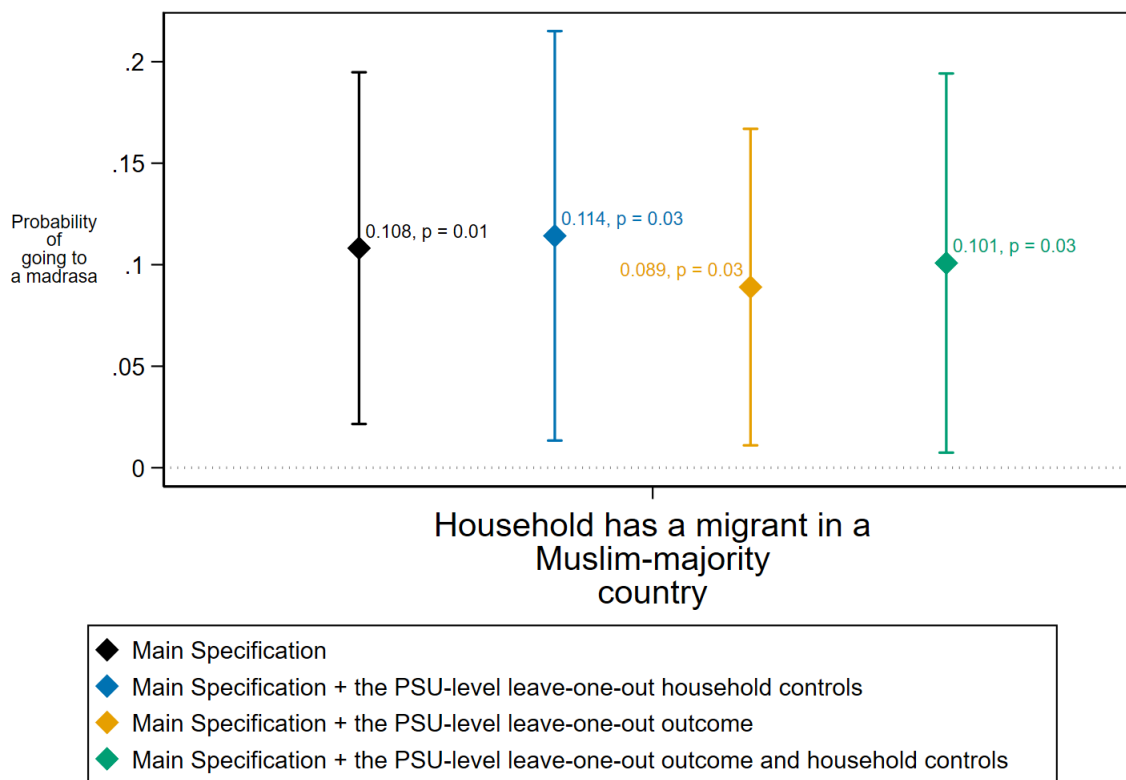 .2
.15
.1
.05
0
Probability
of
going to
a madrasa
0.108, p = 0.01
0.114, p = 0.03
0.089, p = 0.03
0.101, p = 0.03
Household has a migrant in a
Muslim-majority
country
Main Specification
Main Specification + the PSU-level leave-one-out household controls
Main Specification + the PSU-level leave-one-out outcome
Main Specification + the PSU-level leave-one-out outcome and household controls